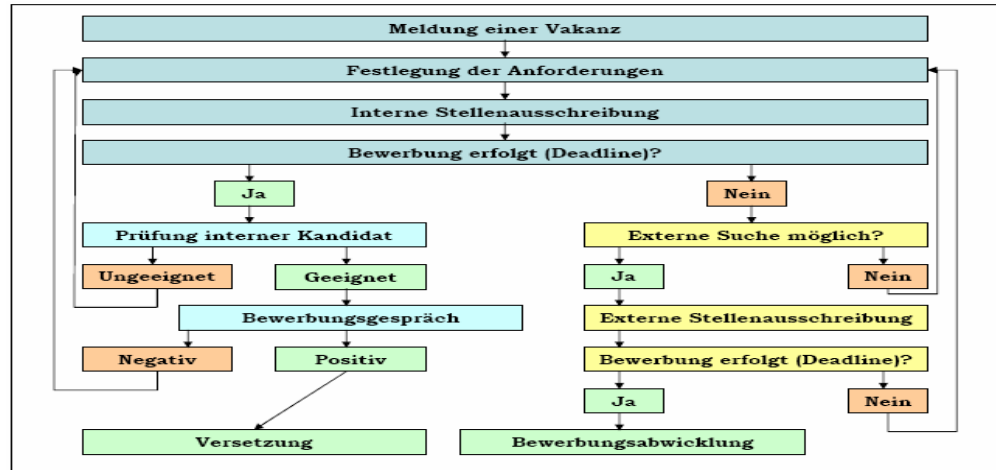 Meldung einer Vakanz
Festlegung der Anforderungen
Interne Stellenausschreibung
Bewerbung erfolgt (Deadline)?
Ja
Nein
Prüfung interner Kandidat
Externe Suche möglich?
Ungeeignet
Geeignet
Ja
Nein
Bewerbungsgespräch
Externe Stellenausschreibung
Negativ
Positiv
Bewerbung erfolgt (Deadline)?
Ja
Nein
Versetzung
Bewerbungsabwicklung